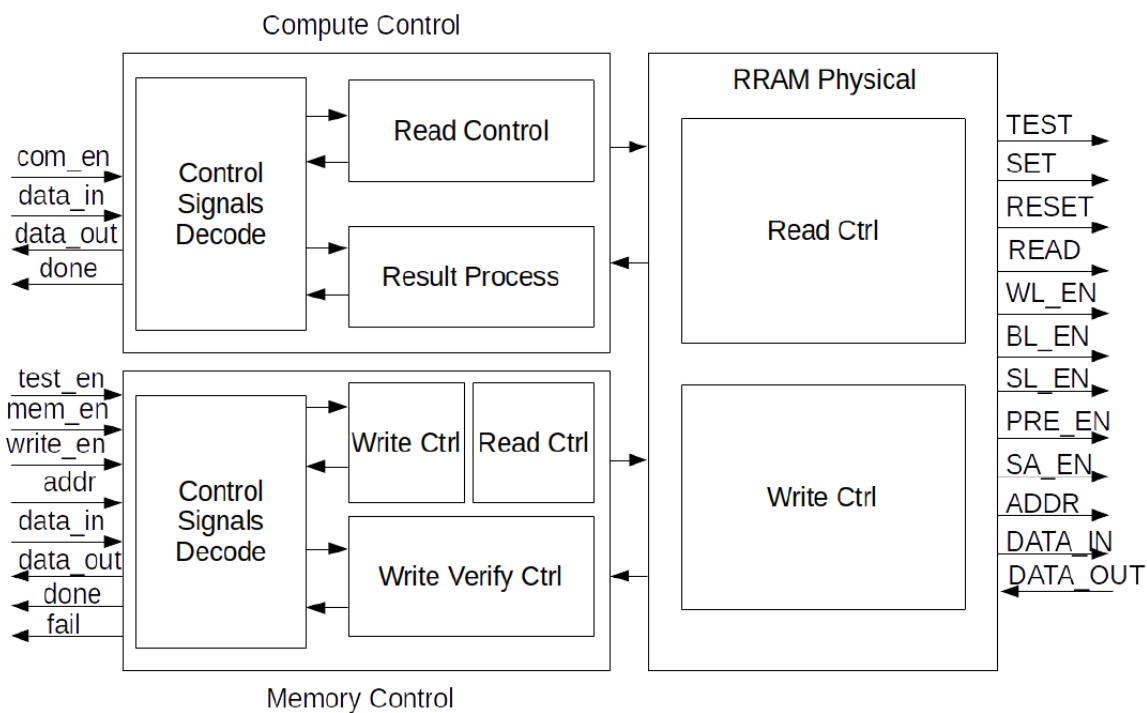 Compute Control
com_en
data_in
data_out
done
Control
Signals
Decode
Read Control
Result Process
test_en
mem_en
write_en
addr
data_in
data_out
done
fail
Control
Signals
Decode
Write Ctrl
Read Ctrl
Write Verify Ctrl
Memory Control
RRAM Physical
Read Ctrl
Write Ctrl
TEST
SET
RESET
READ
WL_EN
BL_EN
SL_EN
PRE_EN
SA_EN
ADDR
DATA_IN
DATA_OUT